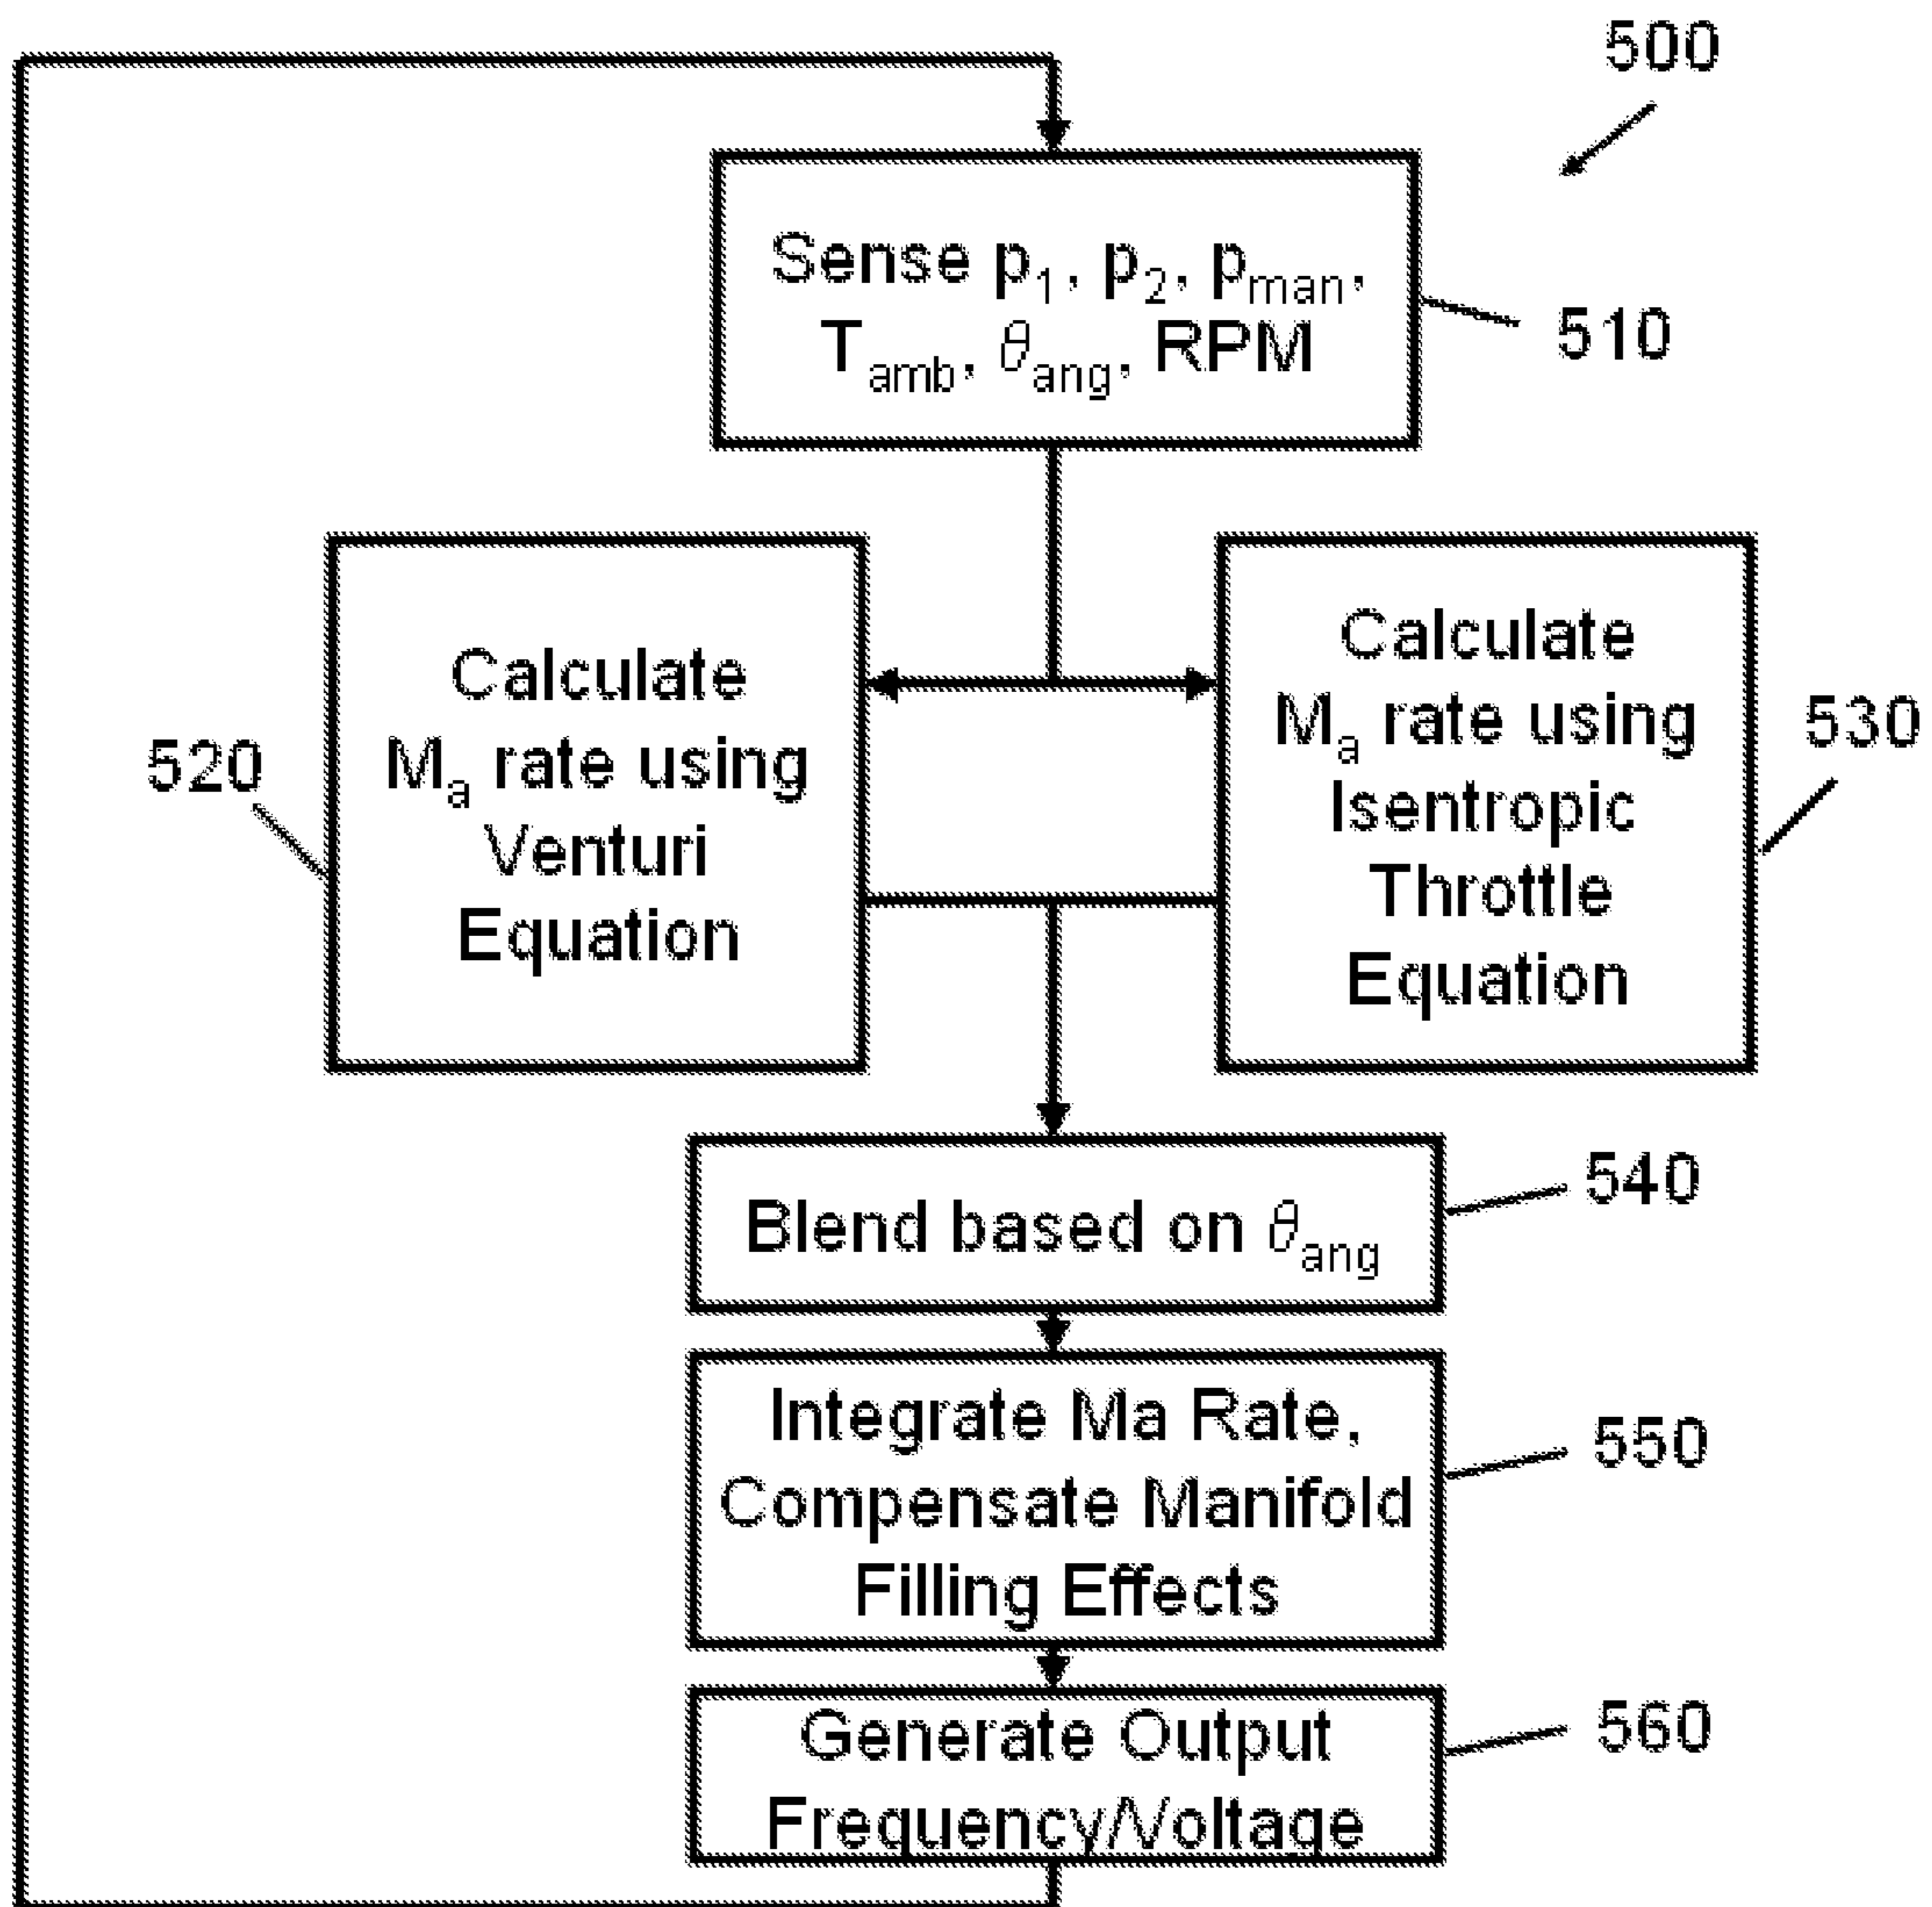 500
Sense p₁, p₂, pₘₐₙ,
Tₐₘb, θₐₙg, RPM
510
Calculate
Mₐ rate using
Venturi
Equation
520
Calculate
Mₐ rate using
Isentropic
Throttle
Equation
530
Blend based on θₐₙg
540
Integrate Ma Rate,
Compensate Manifold
Filling Effects
550
Generate Output
Frequency/Voltage
560